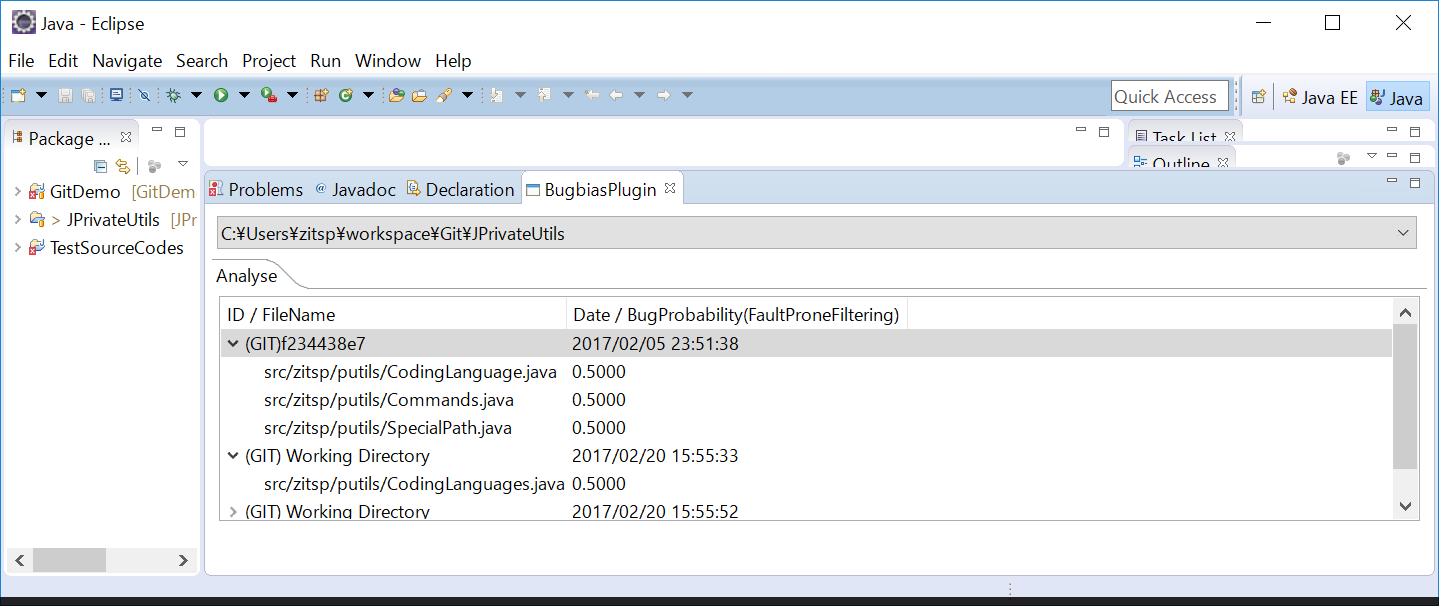 Java - Eclipse
File Edit Navigate Search Project Run Window Help
Quick Access
Java EE
Java
Package ...
GitDemo [GitDem
> JPrivateUtils [JPr
TestSourceCodes
Task List
Outline
Problems
@ Javadoc
Declaration
BugbiasPlugin
C:¥Users¥zitsp¥workspace¥Git¥JPrivateUtils
Analyse
ID / FileName Date / BugProbability(FaultProneFiltering)
(GIT)f234438e7 2017/02/05 23:51:38
src/zitsp/putils/CodingLanguage.java 0.5000
src/zitsp/putils/Commands.java 0.5000
src/zitsp/putils/SpecialPath.java 0.5000
(GIT) Working Directory 2017/02/20 15:55:33
src/zitsp/putils/CodingLanguages.java 0.5000
(GIT) Working Directory 2017/02/20 15:55:52